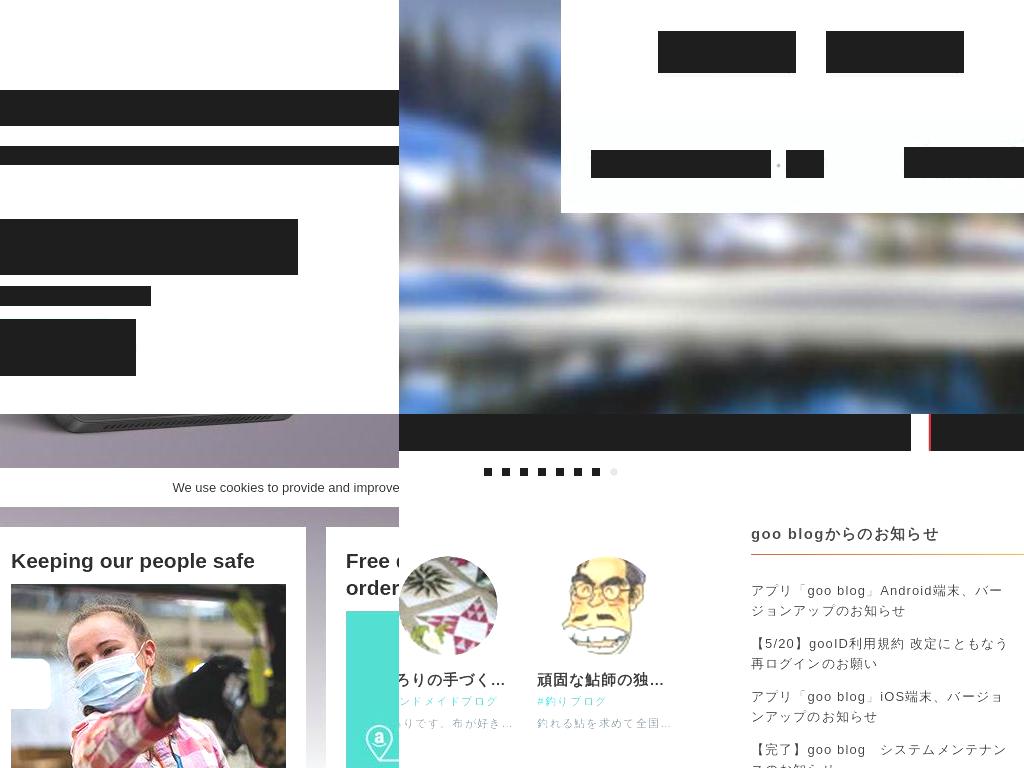 We use cookies to provide and improve
Keeping our people safe
Free
order
a
ろりの手づく...
ンドメイドブログ
りです、布が好き...
頑固な鮎師の独...
#釣りブログ
釣れる鮎を求めて全国...
goo blogからのお知らせ
アプリ「goo blog」Android端末、バー
ジョンアップのお知らせ
【5/20】gooID利用規約 改定にともなう
再ログインのお願い
アプリ「goo blog」iOS端末、バージョ
ンアップのお知らせ
【完了】goo blog　システムメンテナン
スのお知らせ